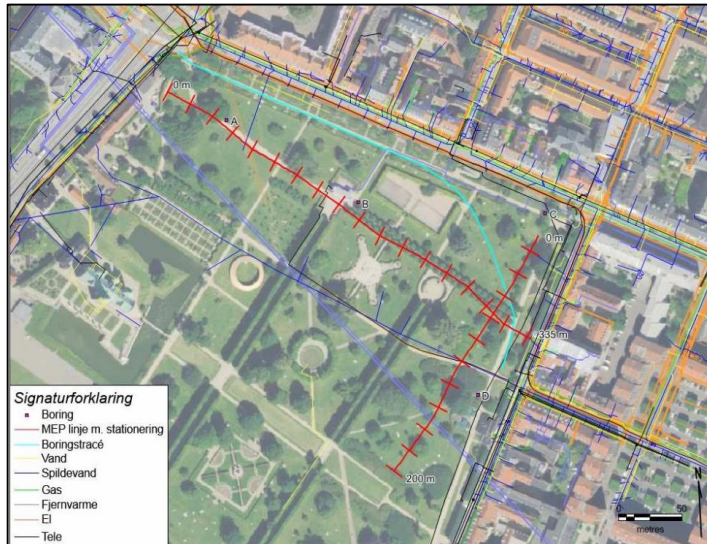 0 m
A
B
C
0 m
335 m
D
200 m
Signaturforklaring
Boring
MEP linje m. stationering
Boringstracé
Vand
Spildevand
Gas
Fjernvarme
El
Tele
N
0 50
metres